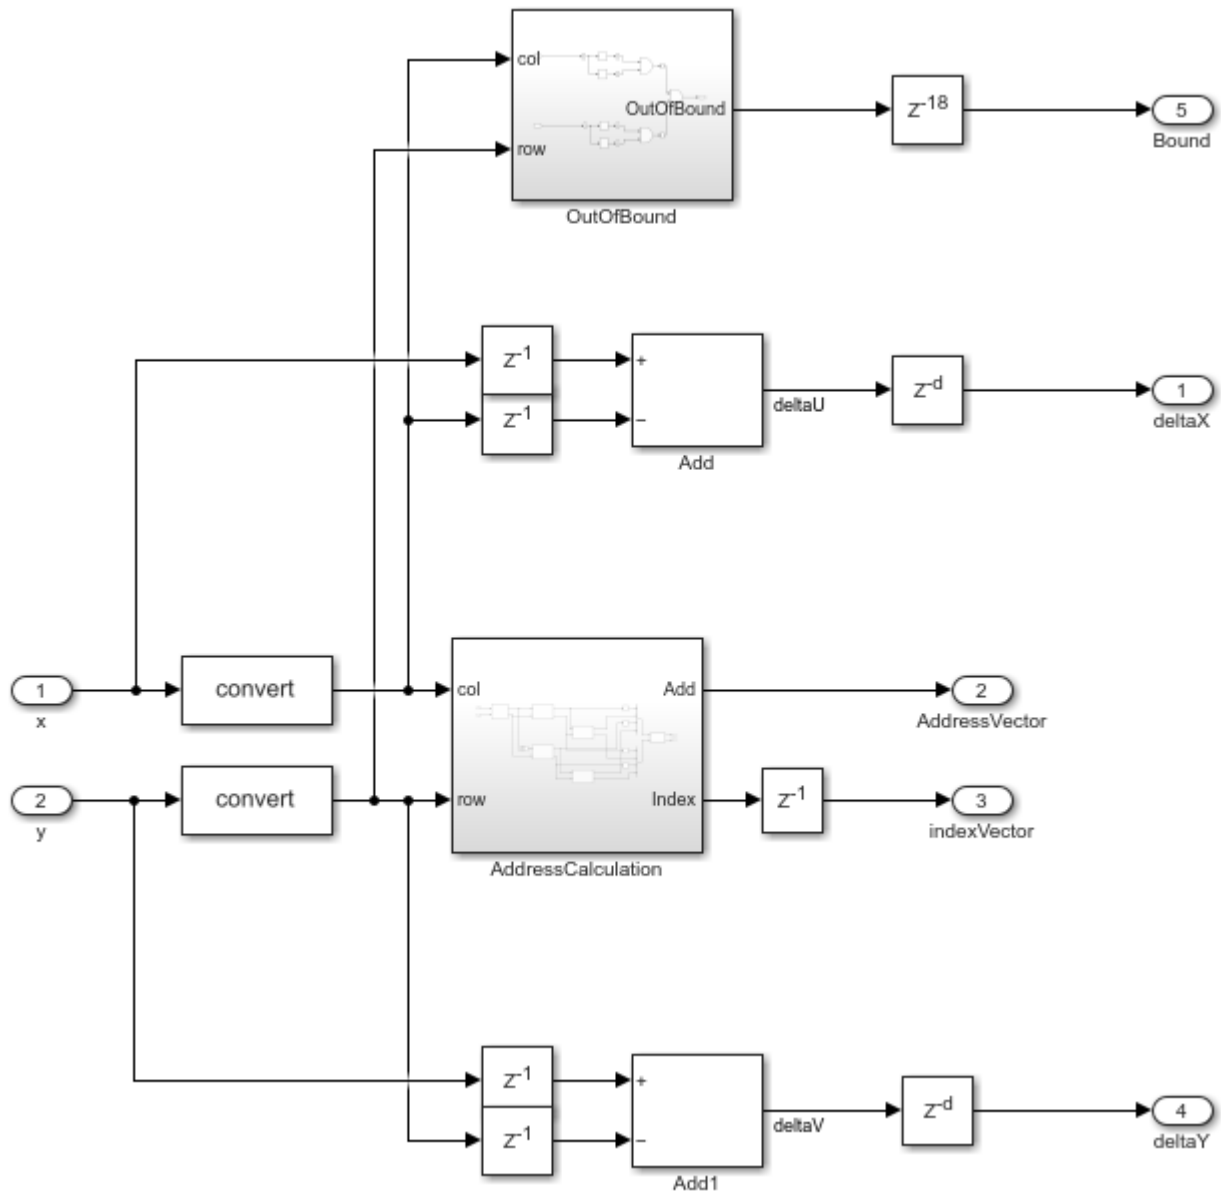 col
OutOfBound
row
OutOfBound
Z-18
5
Bound
Z-1
+
Z-1
−
deltaU
Add
Z-d
1
deltaX
1
x
convert
col
Add
2
AddressVector
2
y
convert
row
Index
AddressCalculation
Z-1
3
indexVector
Z-1
+
Z-1
−
deltaV
Add1
Z-d
4
deltaY